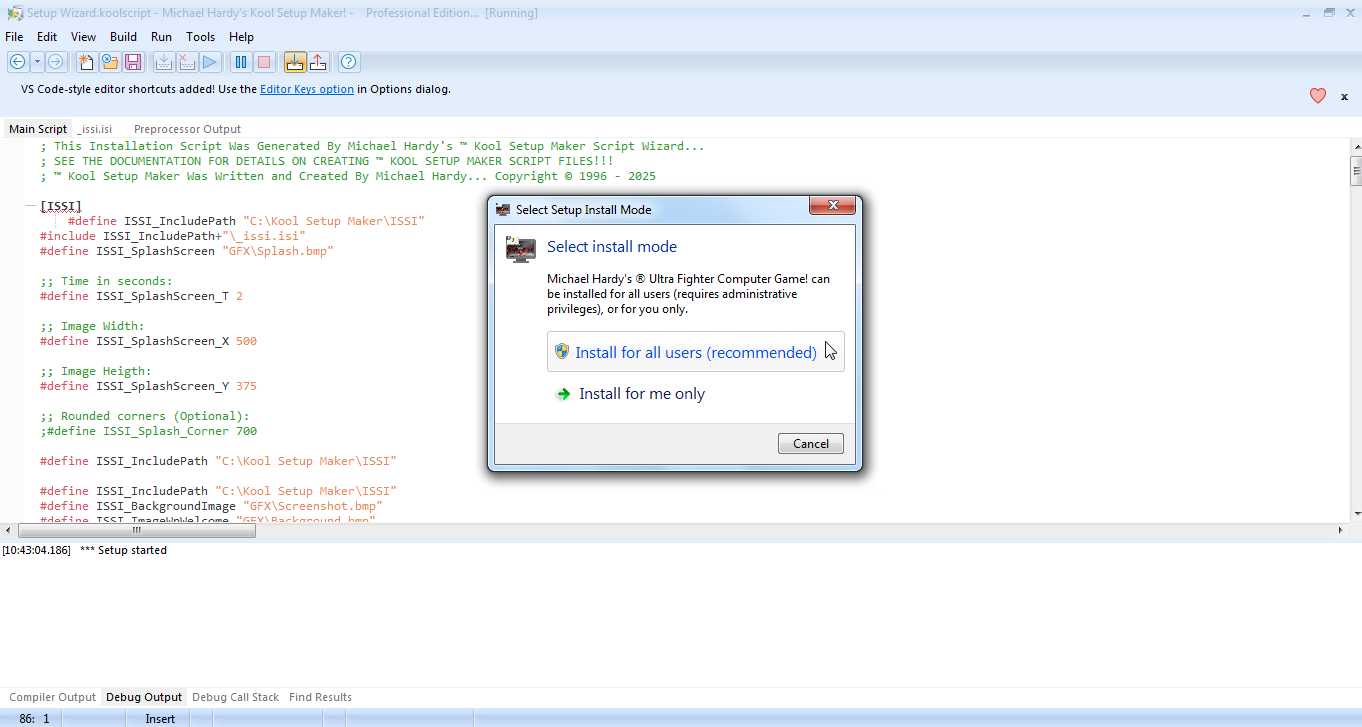 Setup Wizard.koolscript - Michael Hardy's Kool Setup Maker! -    Professional Edition...  [Running]
File Edit View Build Run Tools Help
VS Code-style editor shortcuts added! Use the Editor Keys option in Options dialog.
x
Main Script _issi.isi Preprocessor Output
; This Installation Script Was Generated By Michael Hardy's ™ Kool Setup Maker Script Wizard...
; SEE THE DOCUMENTATION FOR DETAILS ON CREATING ™ KOOL SETUP MAKER SCRIPT FILES!!!
; ™ Kool Setup Maker Was Written and Created By Michael Hardy... Copyright © 1996 - 2025
[ISSI]
#define ISSI_IncludePath "C:\Kool Setup Maker\ISSI"
#include ISSI_IncludePath+"\_issi.isi"
#define ISSI_SplashScreen "GFX\Splash.bmp"
;; Time in seconds:
#define ISSI_SplashScreen_T 2
;; Image Width:
#define ISSI_SplashScreen_X 500
;; Image Heigth:
#define ISSI_SplashScreen_Y 375
;; Rounded corners (Optional):
;#define ISSI_Splash_Corner 700
#define ISSI_IncludePath "C:\Kool Setup Maker\ISSI"
#define ISSI_IncludePath "C:\Kool Setup Maker\ISSI"
#define ISSI_BackgroundImage "GFX\Screenshot.bmp"
#define ISSI_ImageWpWelcome "GFX\Background.bmp"
Select Setup Install Mode
Select install mode
Michael Hardy's ® Ultra Fighter Computer Game! can
be installed for all users (requires administrative
privileges), or for you only.
Install for all users (recommended)
Install for me only
Cancel
[10:43:04.186] *** Setup started
Compiler Output Debug Output Debug Call Stack Find Results
86: 1 Insert